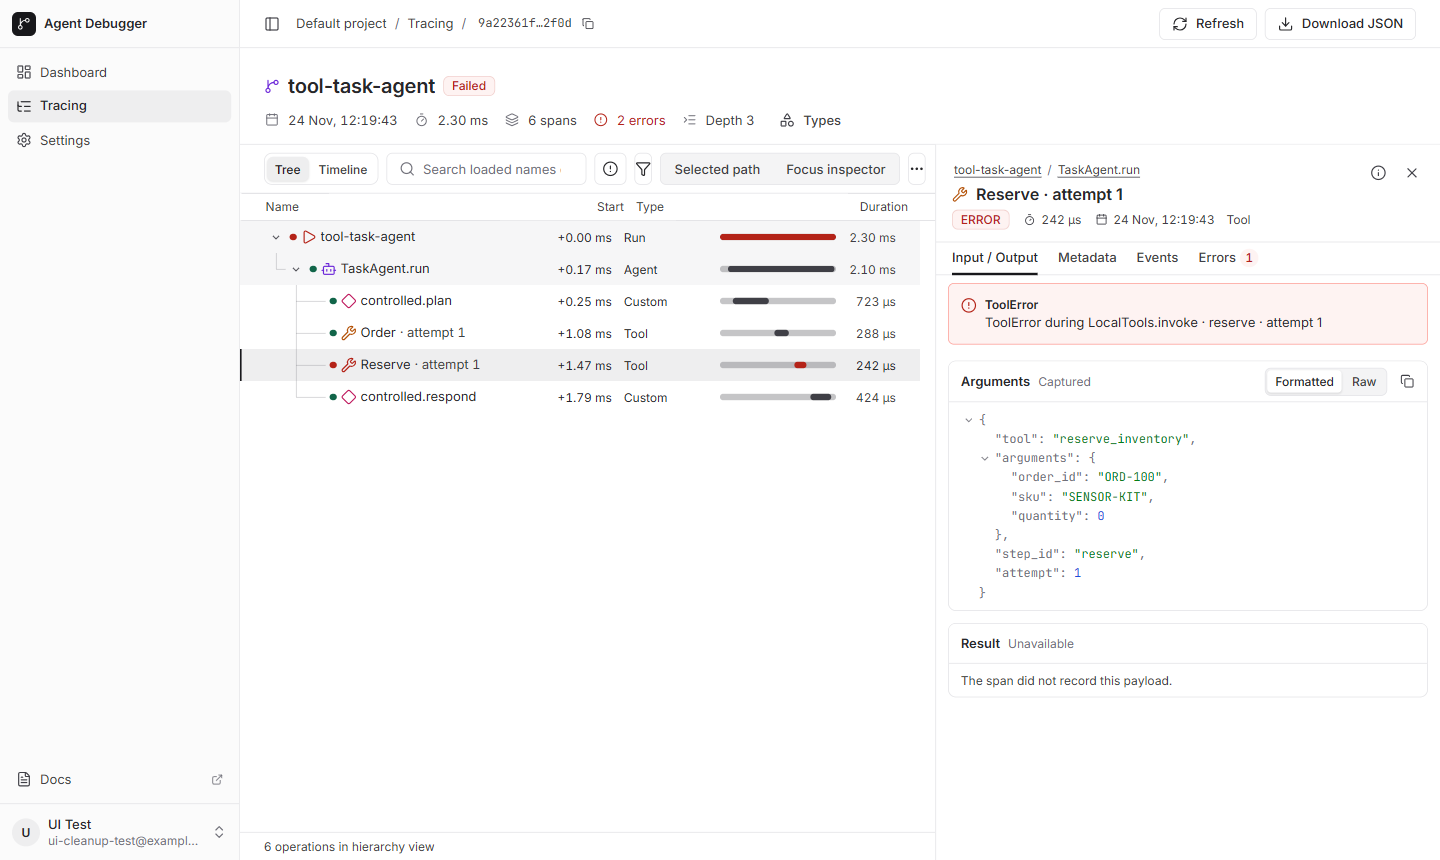 Agent Debugger
Default project / Tracing / 9a22361f…2f0d
Refresh
Download JSON
Dashboard
Tracing
Settings
tool-task-agent Failed
24 Nov, 12:19:43 2.30 ms 6 spans 2 errors Depth 3 Types
Tree Timeline Search loaded names Selected path Focus inspector
Name Start Type Duration
tool-task-agent +0.00 ms Run 2.30 ms
TaskAgent.run +0.17 ms Agent 2.10 ms
controlled.plan +0.25 ms Custom 723 µs
Order · attempt 1 +1.08 ms Tool 288 µs
Reserve · attempt 1 +1.47 ms Tool 242 µs
controlled.respond +1.79 ms Custom 424 µs
6 operations in hierarchy view
tool-task-agent / TaskAgent.run
Reserve · attempt 1
ERROR 242 µs 24 Nov, 12:19:43 Tool
Input / Output Metadata Events Errors 1
ToolError
ToolError during LocalTools.invoke · reserve · attempt 1
Arguments Captured Formatted Raw
{
"tool": "reserve_inventory",
"arguments": {
"order_id": "ORD-100",
"sku": "SENSOR-KIT",
"quantity": 0
},
"step_id": "reserve",
"attempt": 1
}
Result Unavailable
The span did not record this payload.
Docs
U
UI Test
ui-cleanup-test@exampl...